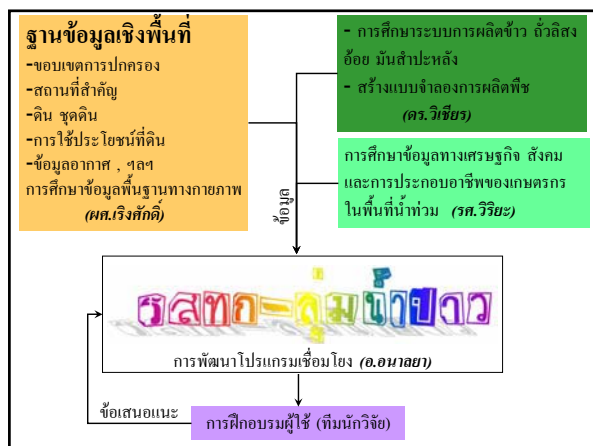 ฐานข้อมูลเชิงพื้นที่
-ขอบเขตการปกครอง
-สถานที่สำคัญ
-ดิน ชุดดิน
-การใช้ประโยชน์ที่ดิน
-ข้อมูลอากาศ , ฯลฯ
การศึกษาข้อมูลพื้นฐานทางกายภาพ
(ผศ.เริงศักดิ์)
- การศึกษาระบบการผลิตข้าว ถั่วลิสง
อ้อย มันสำปะหลัง
- สร้างแบบจำลองการผลิตพืช
(ดร.วิเชียร)
การศึกษาข้อมูลทางเศรษฐกิจ สังคม
และการประกอบอาชีพของเกษตรกร
ในพื้นที่น้ำท่วม (รศ.วิริยะ)
ข้อมูล
รสทก-ลุ่มน้ำชาว
การพัฒนาโปรแกรมเชื่อมโยง (อ.อนาลยา)
ข้อเสนอแนะ
การฝึกอบรมผู้ใช้ (ทีมนักวิจัย)